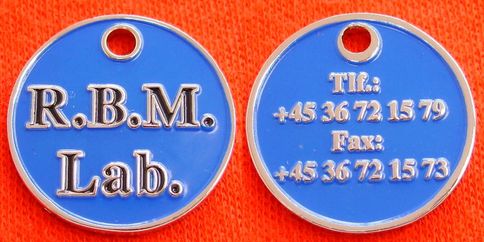 R.B.M.
Lab.
Tlf.:
+45 36 72 15 79
Fax:
+45 36 72 15 73